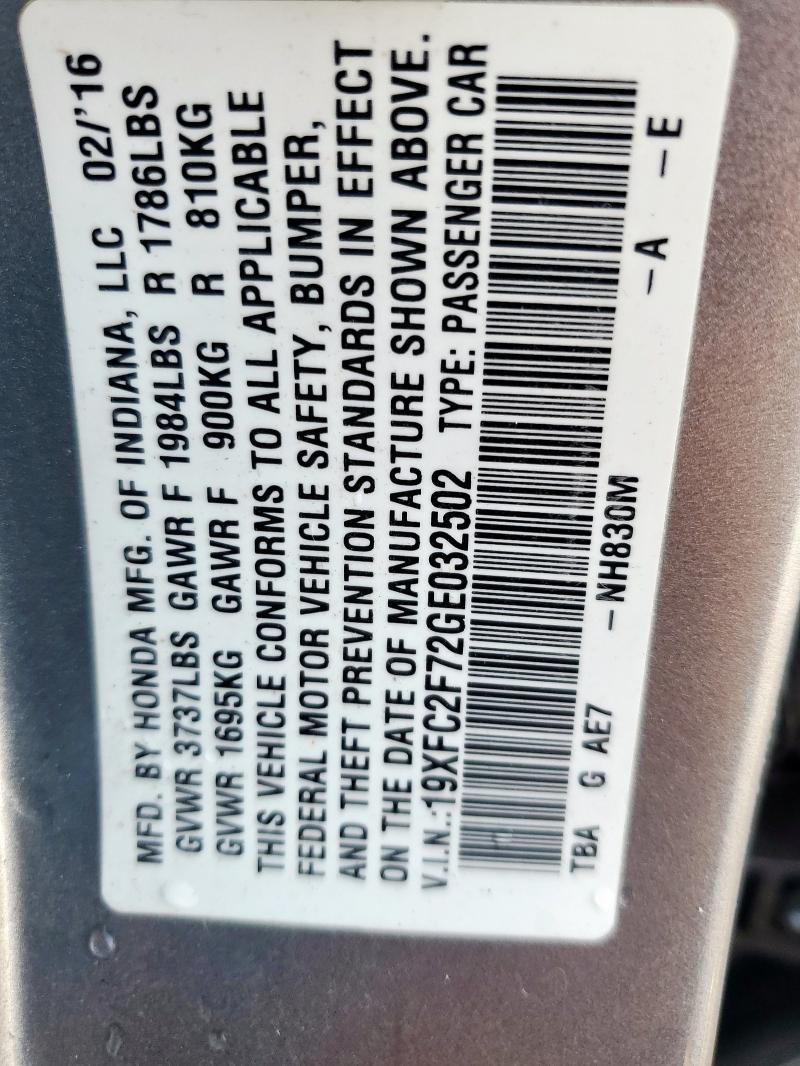 MFD. BY HONDA MFG. OF INDIANA, LLC 02/'16
GVWR 3737LBS GAWR F 1984LBS R 1786LBS
GVWR 1695KG GAWR F 900KG R 810KG
THIS VEHICLE CONFORMS TO ALL APPLICABLE
FEDERAL MOTOR VEHICLE SAFETY, BUMPER,
AND THEFT PREVENTION STANDARDS IN EFFECT
ON THE DATE OF MANUFACTURE SHOWN ABOVE.
V.I.N.:19XFC2F72GE032502 TYPE: PASSENGER CAR
TBA G AE7 –NH830M –A –E